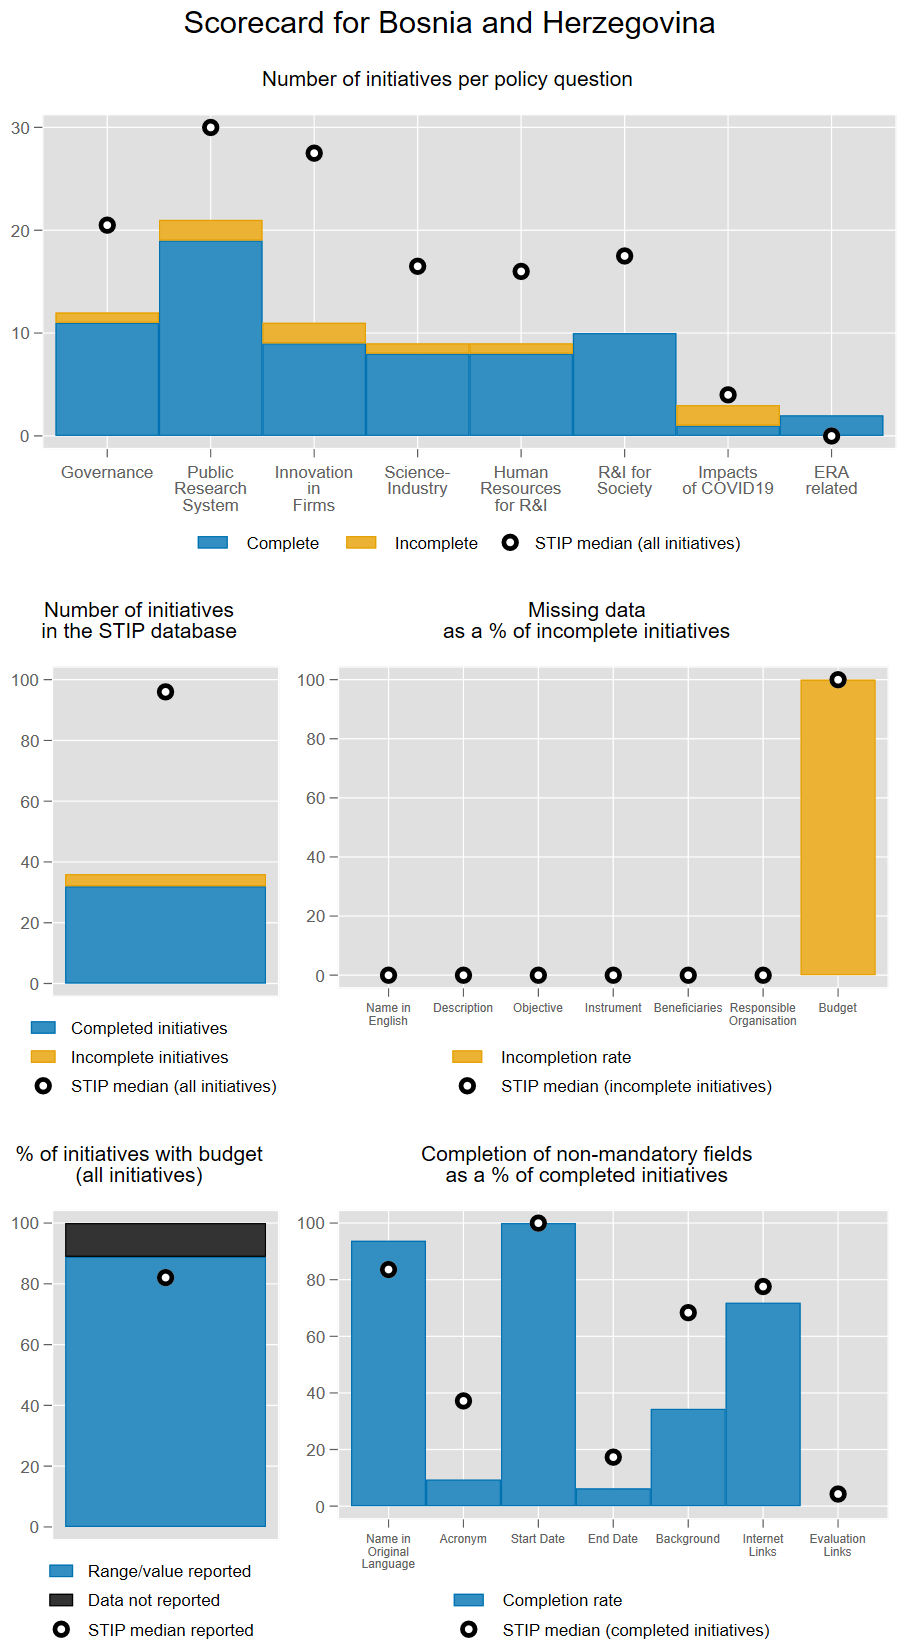 Scorecard for Bosnia and Herzegovina
Number of initiatives per policy question
30
20
10
0
Governance
Public
Research
System
Innovation
in
Firms
Science-
Industry
Human
Resources
for R&I
R&I for
Society
Impacts
of COVID19
ERA
related
Complete
Incomplete
STIP median (all initiatives)
Number of initiatives
in the STIP database
100
80
60
40
20
0
Completed initiatives
Incomplete initiatives
STIP median (all initiatives)
Missing data
as a % of incomplete initiatives
100
80
60
40
20
0
Name in
English
Description
Objective
Instrument
Beneficiaries
Responsible
Organisation
Budget
Incompletion rate
STIP median (incomplete initiatives)
% of initiatives with budget
(all initiatives)
100
80
60
40
20
0
Range/value reported
Data not reported
STIP median reported
Completion of non-mandatory fields
as a % of completed initiatives
100
80
60
40
20
0
Name in
Original
Language
Acronym
Start Date
End Date
Background
Internet
Links
Evaluation
Links
Completion rate
STIP median (completed initiatives)